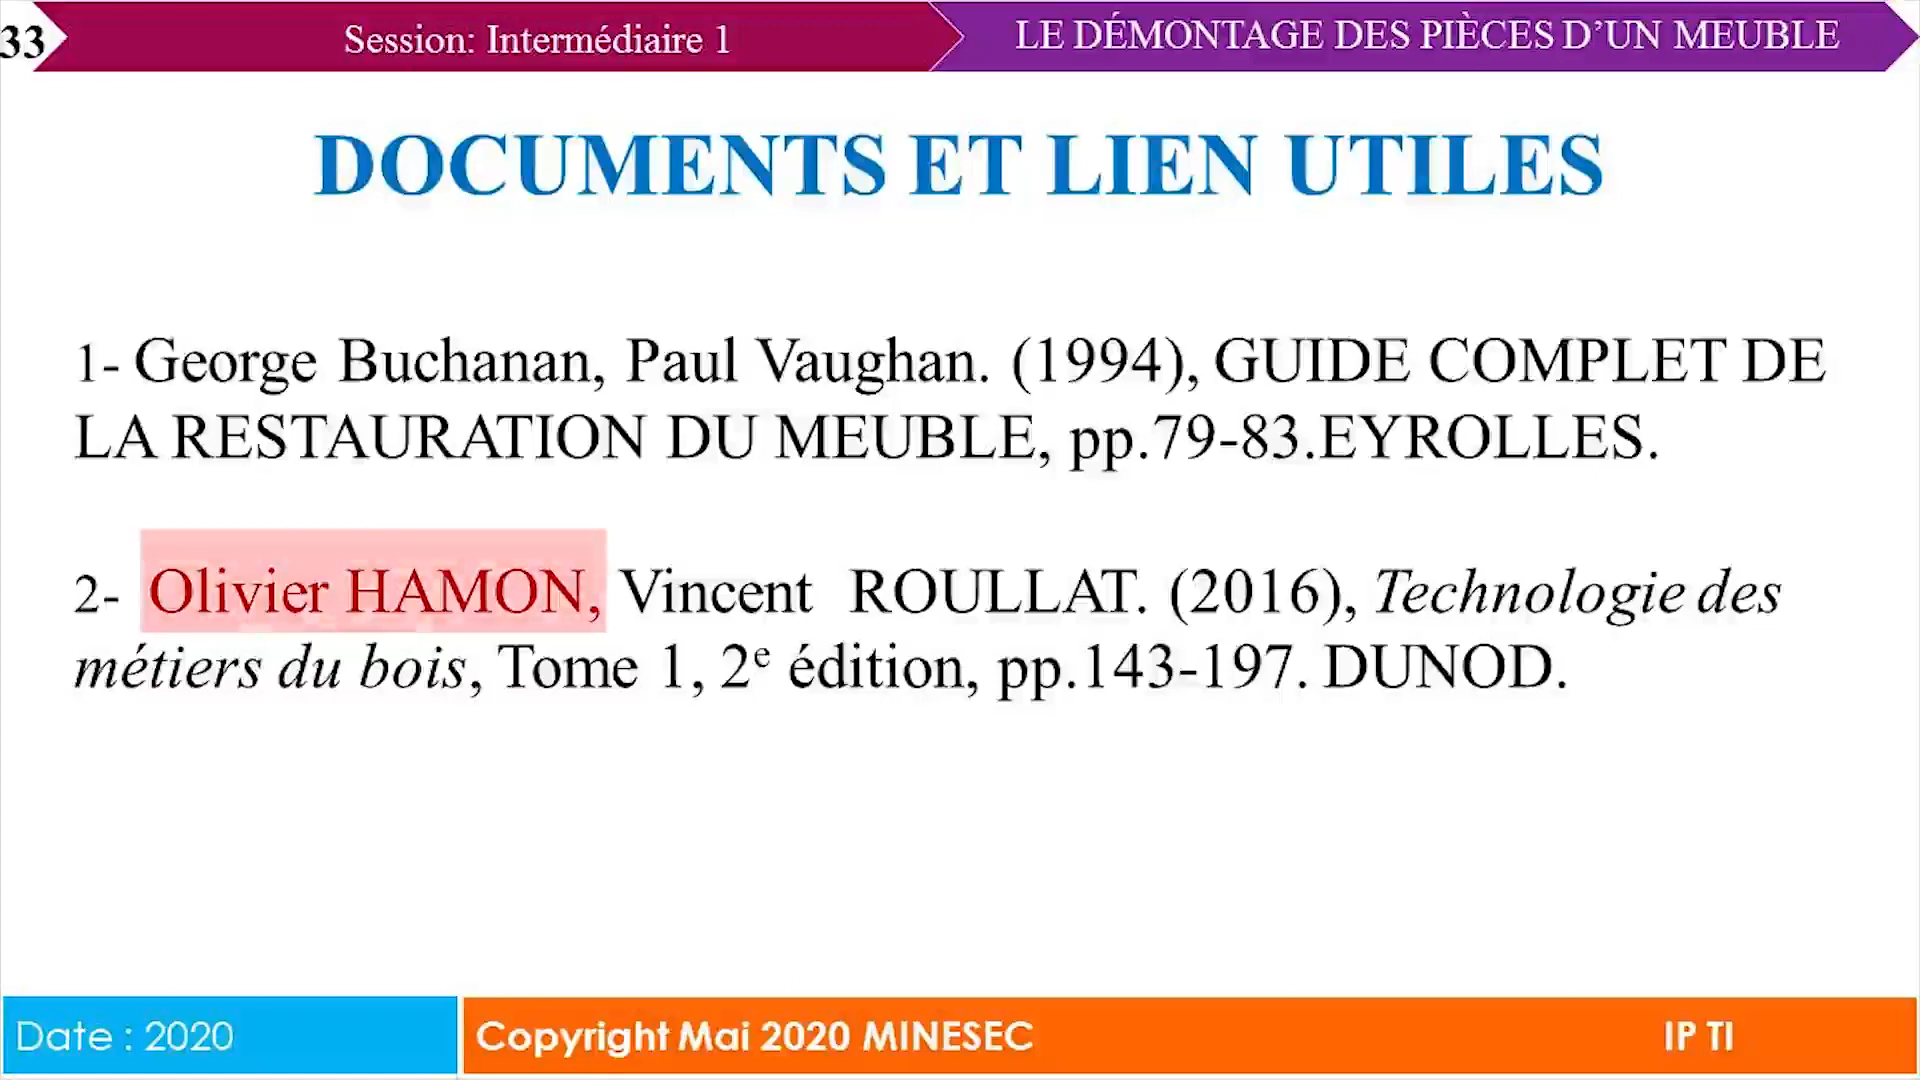 33
Session: Intermédiaire 1
LE DÉMONTAGE DES PIÈCES D’UN MEUBLE
DOCUMENTS ET LIEN UTILES
1- George Buchanan, Paul Vaughan. (1994), GUIDE COMPLET DE
LA RESTAURATION DU MEUBLE, pp.79-83.EYROLLES.
2- Olivier HAMON, Vincent ROULLAT. (2016), Technologie des
métiers du bois, Tome 1, 2e édition, pp.143-197. DUNOD.
Date : 2020
Copyright Mai 2020 MINESEC
IP TI